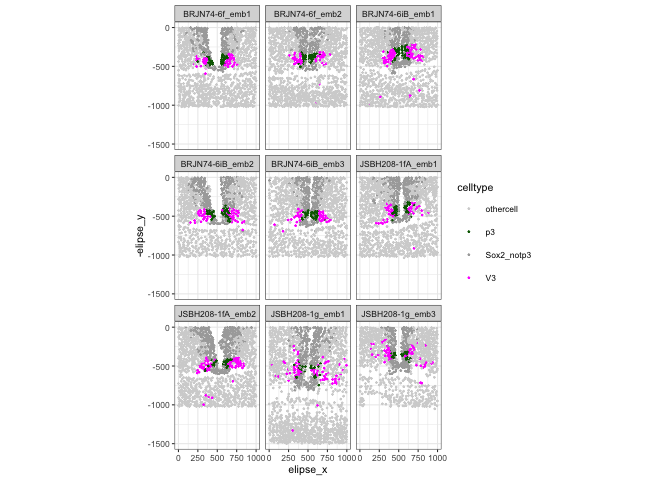 BRJN74-6f_emb1 BRJN74-6f_emb2 BRJN74-6iB_emb1
0
-500
-1000
-1500
BRJN74-6iB_emb2 BRJN74-6iB_emb3 JSBH208-1fA_emb1
0
-500
-1000
-1500
JSBH208-1fA_emb2 JSBH208-1g_emb1 JSBH208-1g_emb3
0
-500
-1000
-1500
0 250 500 750 1000 0 250 500 750 1000 0 250 500 750 1000
elipse_x
-elipse_y
celltype
othercell
p3
Sox2_notp3
V3